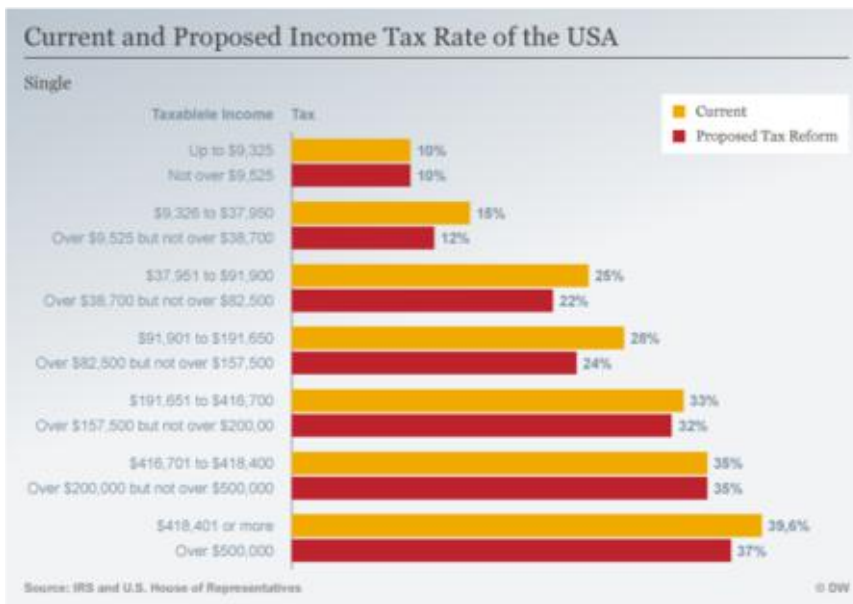 Current and Proposed Income Tax Rate of the USA
Single
Taxablele Income Tax
Current
Proposed Tax Reform
Up to $9,325 10%
Not over $9,525 10%
$9,326 to $37,950 15%
Over $9,525 but not over $38,700 12%
$37,951 to $91,900 25%
Over $38,700 but not over $82,500 22%
$91,901 to $191,650 28%
Over $82,500 but not over $157,500 24%
$191,651 to $416,700 33%
Over $157,500 but not over $200,00 32%
$416,701 to $418,400 35%
Over $200,000 but not over $500,000 35%
$418,401 or more 39,6%
Over $500,000 37%
Source: IRS and U.S. House of Representatives © DW